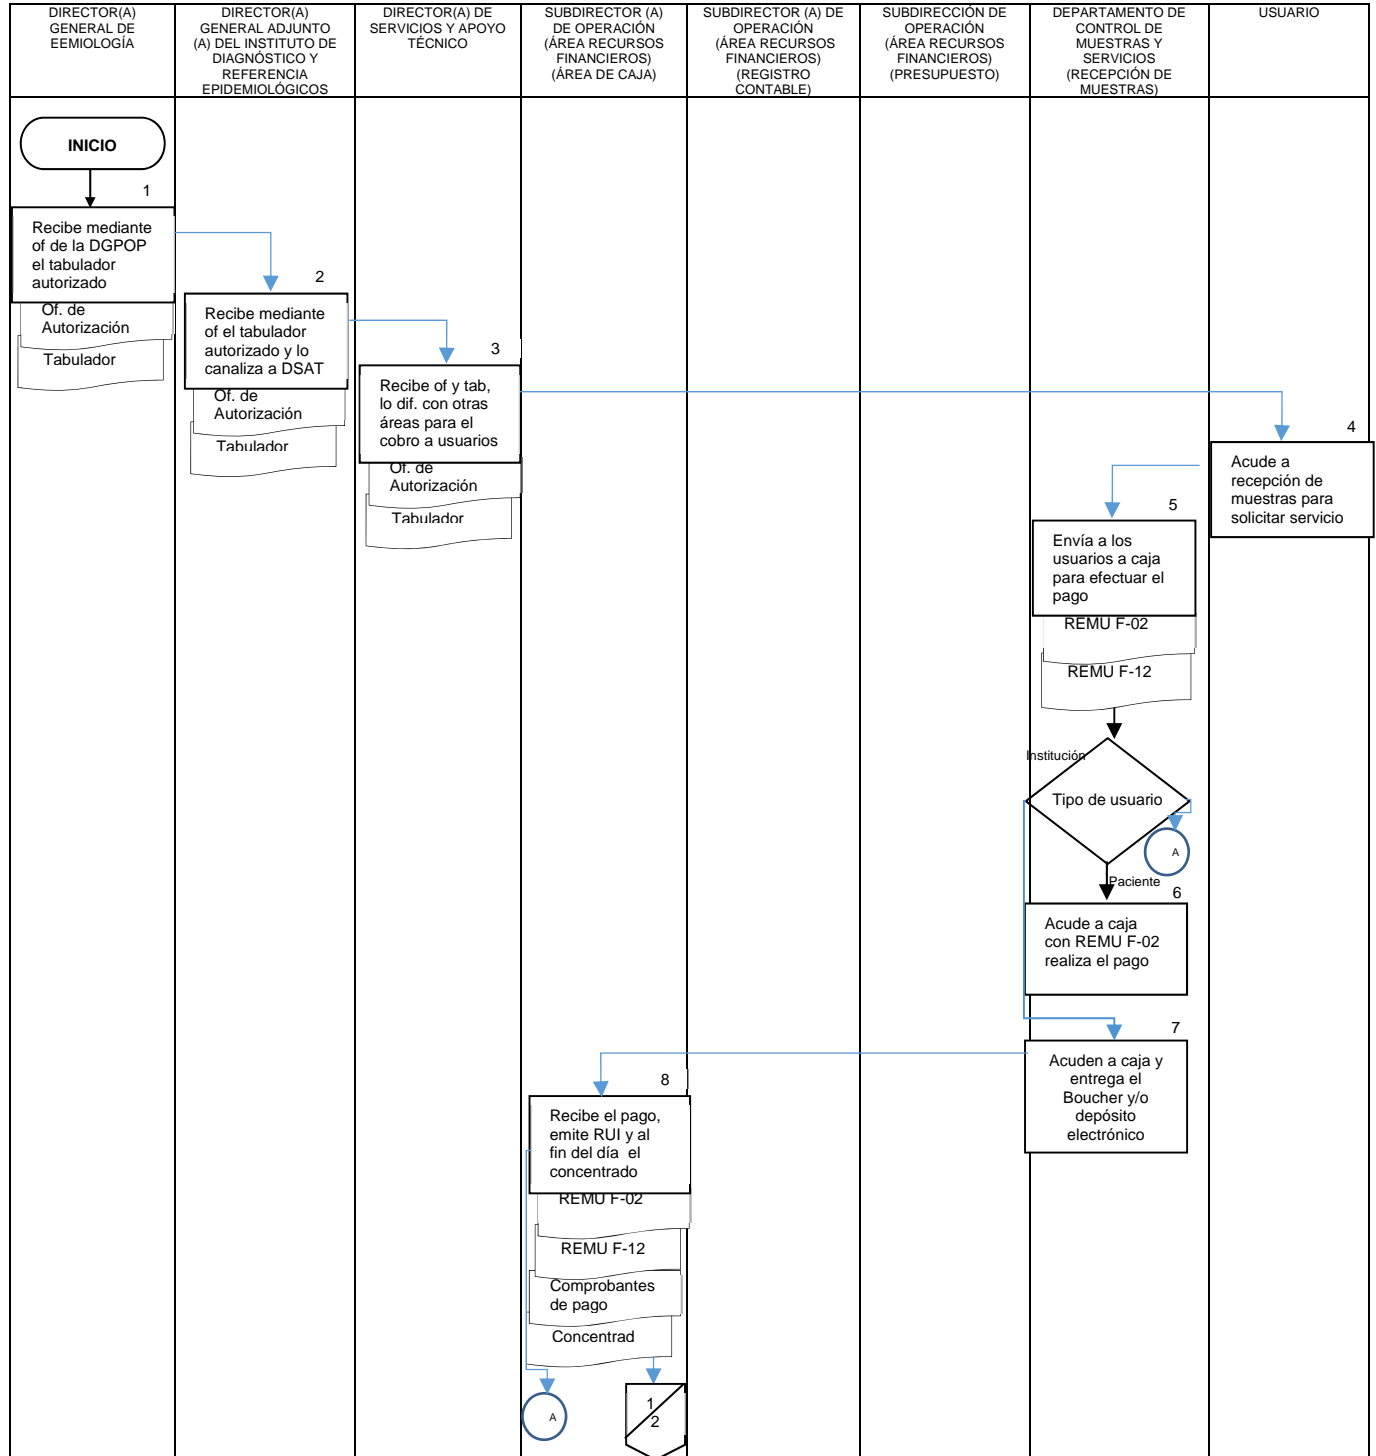 DIRECTOR(A)
GENERAL DE
EEMIOLOGÍA
DIRECTOR(A)
GENERAL ADJUNTO
(A) DEL INSTITUTO DE
DIAGNÓSTICO Y
REFERENCIA
EPIDEMIOLÓGICOS
DIRECTOR(A) DE
SERVICIOS Y APOYO
TÉCNICO
SUBDIRECTOR (A)
DE OPERACIÓN
(ÁREA RECURSOS
FINANCIEROS)
(ÁREA DE CAJA)
SUBDIRECTOR (A) DE
OPERACIÓN
(ÁREA RECURSOS
FINANCIEROS)
(REGISTRO
CONTABLE)
SUBDIRECCIÓN DE
OPERACIÓN
(ÁREA RECURSOS
FINANCIEROS)
(PRESUPUESTO)
DEPARTAMENTO DE
CONTROL DE
MUESTRAS Y
SERVICIOS
(RECEPCIÓN DE
MUESTRAS)
USUARIO
INICIO
1
Recibe mediante
of de la DGPOP
el tabulador
autorizado
Of. de
Autorización
Tabulador
2
Recibe mediante
of el tabulador
autorizado y lo
canaliza a DSAT
Of. de
Autorización
Tabulador
3
Recibe of y tab,
lo dif. con otras
áreas para el
cobro a usuarios
Of. de
Autorización
Tabulador
4
Acude a
recepción de
muestras para
solicitar servicio
5
Envía a los
usuarios a caja
para efectuar el
pago
REMU F-02
REMU F-12
Institución
Tipo de usuario
A
Paciente
6
Acude a caja
con REMU F-02
realiza el pago
7
Acuden a caja y
entrega el
Boucher y/o
depósito
electrónico
8
Recibe el pago,
emite RUI y al
fin del día el
concentrado
REMU F-02
REMU F-12
Comprobantes
de pago
Concentrad
A
1
2